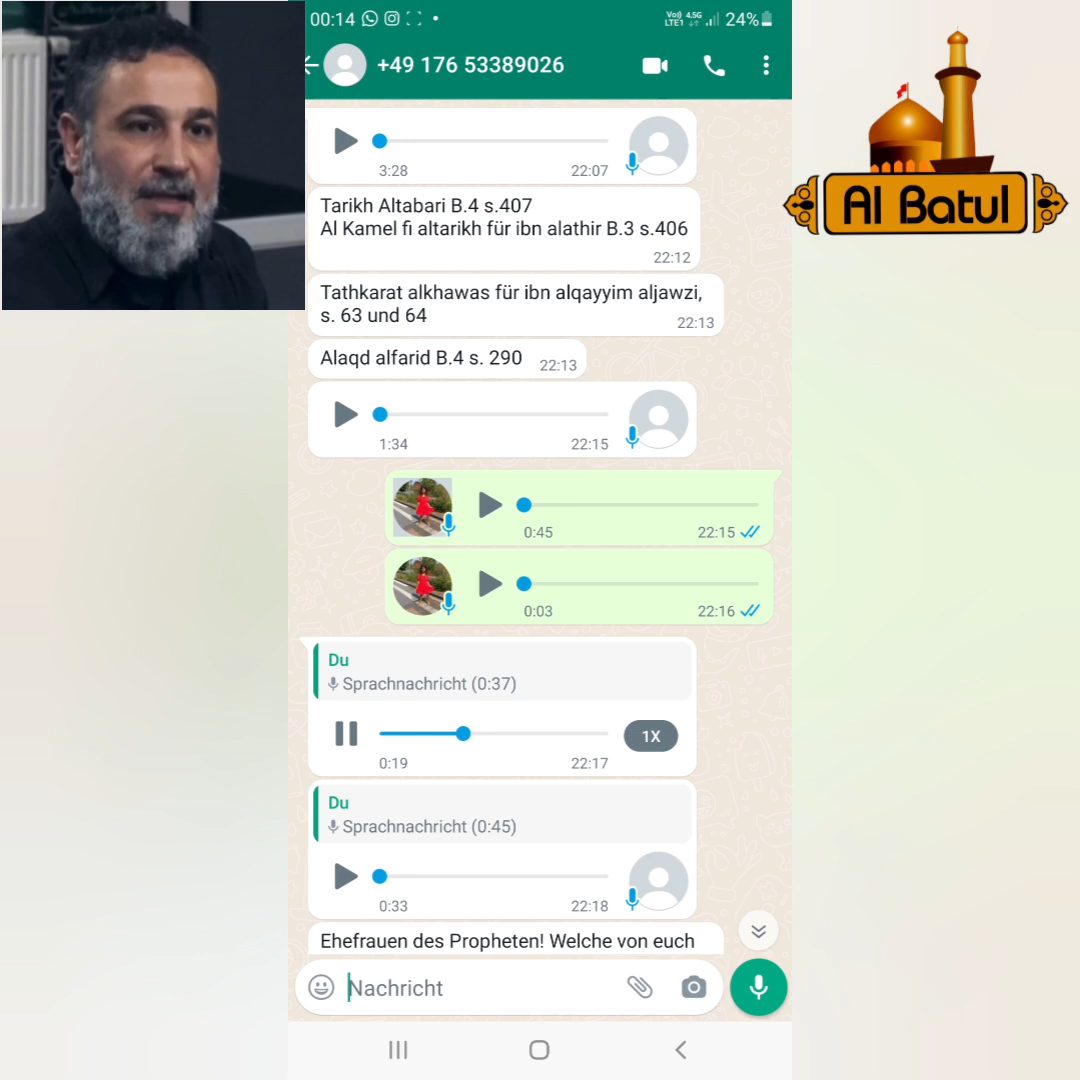 00:14
Vo)) 4.5G
LTE1
24%
+49 176 53389026
3:28
22:07
Tarikh Altabari B.4 s.407
Al Kamel fi altarikh für ibn alathir B.3 s.406
22:12
Tathkarat alkhawas für ibn alqayyim aljawzi,
s. 63 und 64
22:13
Alaqd alfarid B.4 s. 290
22:13
1:34
22:15
0:45
22:15
0:03
22:16
Du
Sprachnachricht (0:37)
1X
0:19
22:17
Du
Sprachnachricht (0:45)
0:33
22:18
Ehefrauen des Propheten! Welche von euch
Nachricht
Al Batul